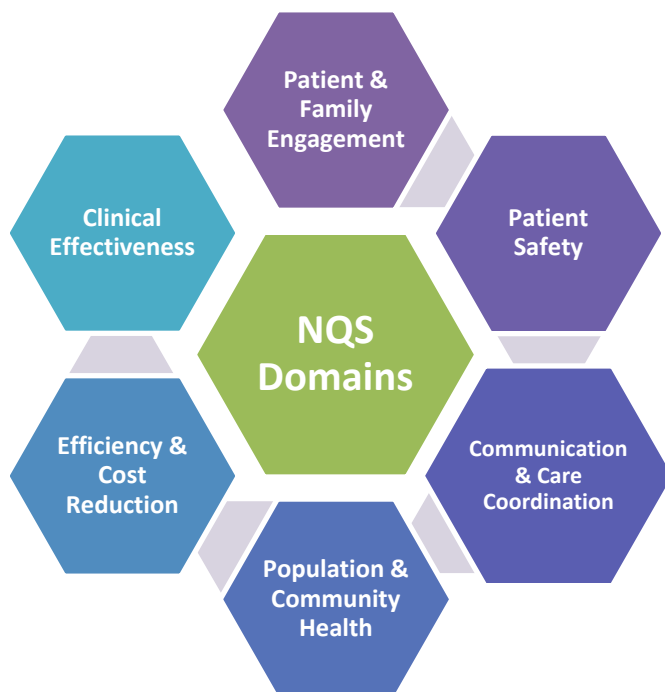 Patient &
Family
Engagement
Clinical
Effectiveness
Patient
Safety
NQS
Domains
Efficiency &
Cost
Reduction
Communication
& Care
Coordination
Population &
Community
Health